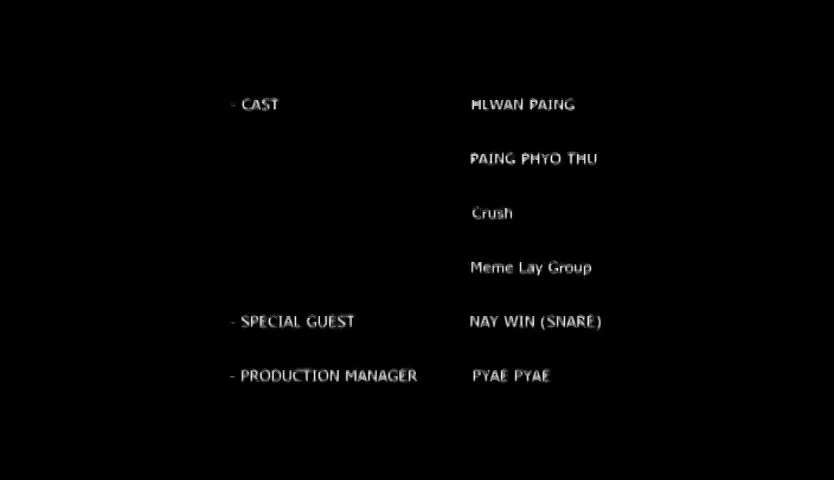 - CAST HLWAN PAING
PAING PHYO THU
Crush
Meme Lay Group
- SPECIAL GUEST NAY WIN (SNARE)
- PRODUCTION MANAGER PYAE PYAE